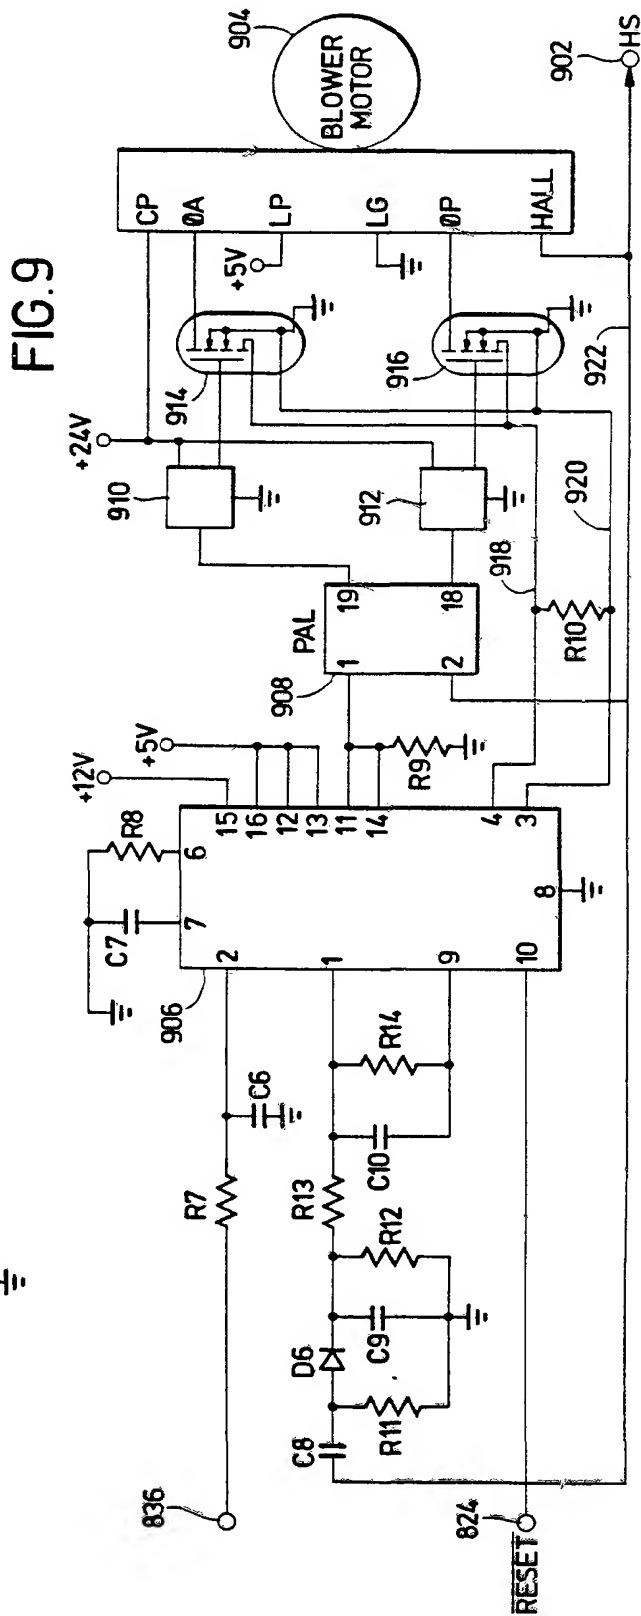 FIG.9
904
BLOWER
MOTOR
CP
0A
LP
LG
0P
HALL
902
HS
+24V
+5V
910
914
912
916
918
920
922
PAL
908
19
18
1
2
R10
+12V
+5V
R8
C7
R9
906
6
7
2
1
9
10
15
16
12
13
11
14
4
3
8
836
R7
C6
C8
D6
R11
C9
R12
R13
C10
R14
824
RESET